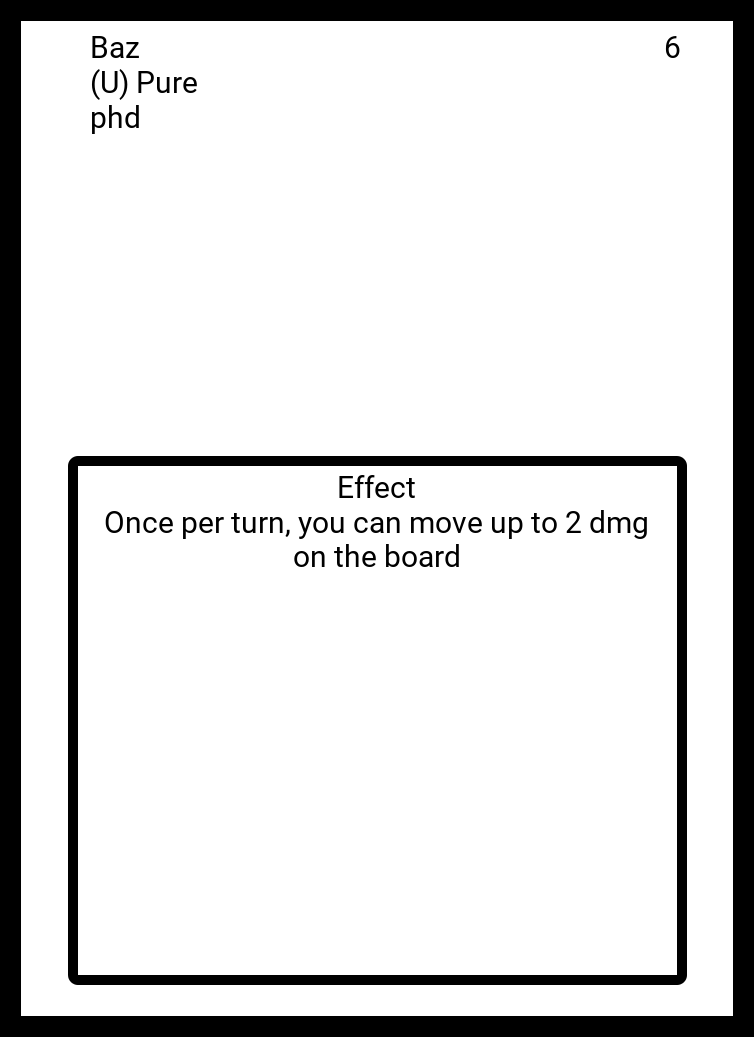 Baz 6
(U) Pure
phd
Effect
Once per turn, you can move up to 2 dmg
on the board